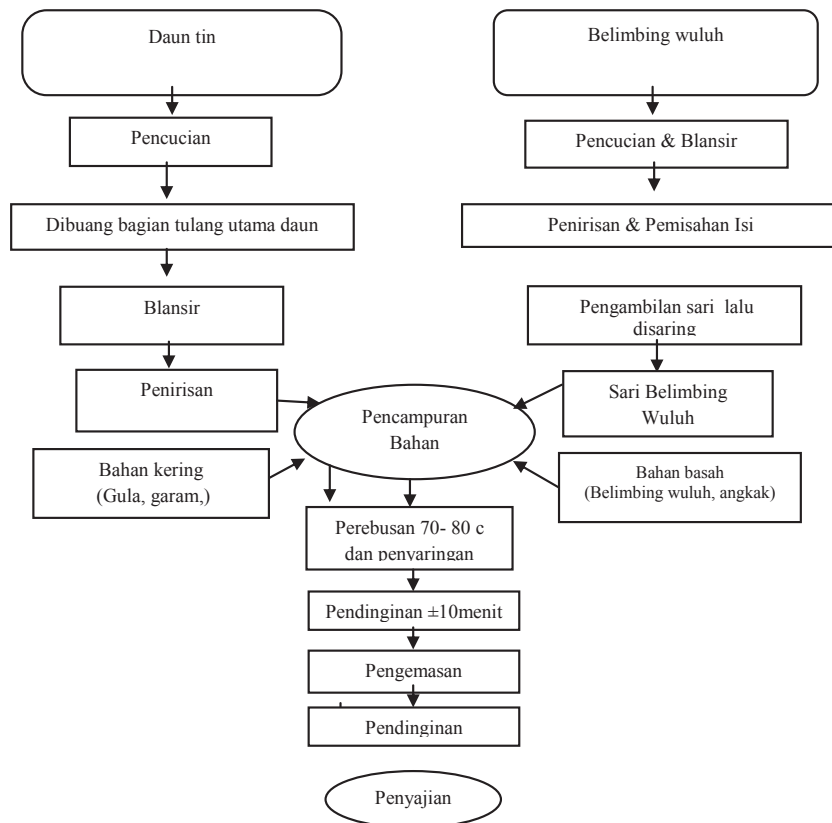 Daun tin
Belimbing wuluh
Pencucian
Pencucian & Blansir
Dibuang bagian tulang utama daun
Penirisan & Pemisahan Isi
Blansir
Pengambilan sari lalu
disaring
Penirisan
Sari Belimbing
Wuluh
Pencampuran
Bahan
Bahan kering
(Gula, garam,)
Bahan basah
(Belimbing wuluh, angkak)
Perebusan 70- 80 c
dan penyaringan
Pendinginan ±10menit
Pengemasan
Pendinginan
Penyajian